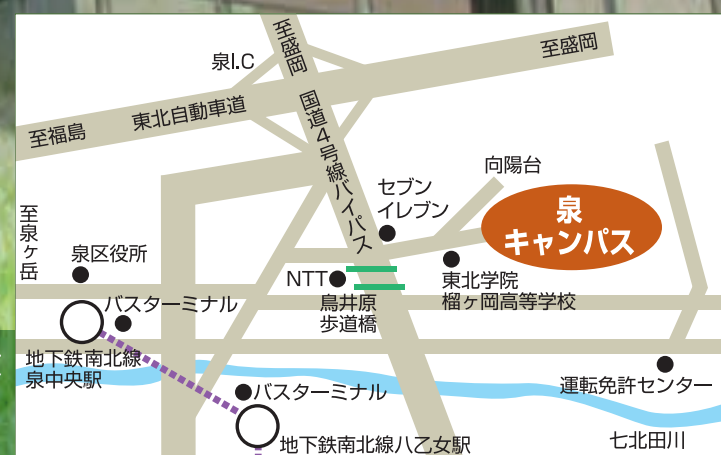 至盛岡
泉I.C
至盛岡
東北自動車道
至福島
国道4号線バイパス
向陽台
セブン
イレブン
泉
キャンパス
至泉ヶ岳
泉区役所
NTT
鳥井原
歩道橋
東北学院
榴ヶ岡高等学校
バスターミナル
地下鉄南北線
泉中央駅
バスターミナル
運転免許センター
地下鉄南北線八乙女駅
七北田川